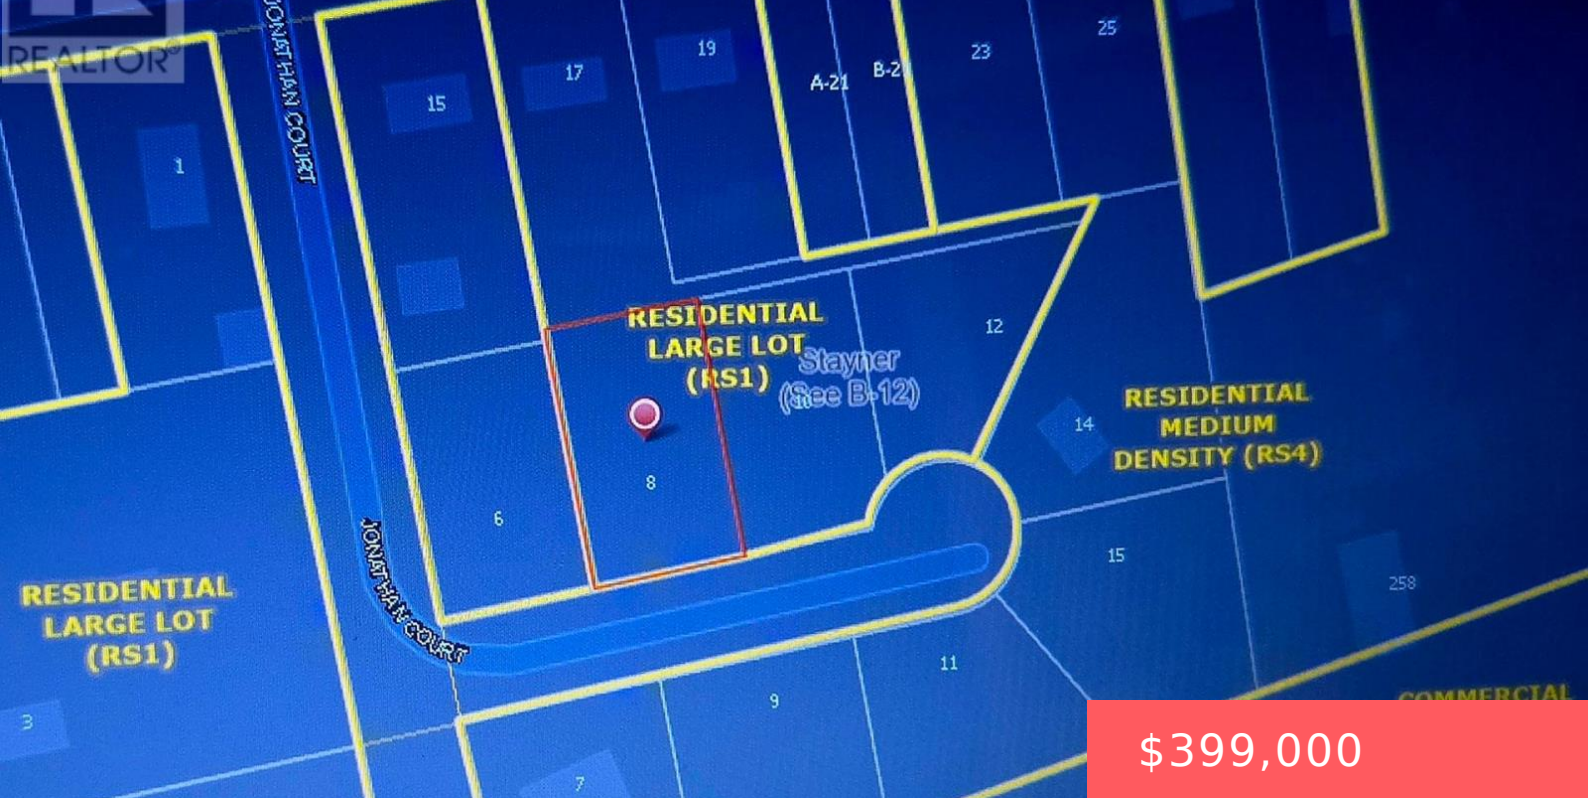 REALTOR®
JONATHAN COURT
15
17
19
A-21
23
25
1
RESIDENTIAL
LARGE LOT
(RS1)
Stayner
(See B-12)
12
8
6
14
RESIDENTIAL
MEDIUM
DENSITY (RS4)
15
258
JONATHAN COURT
RESIDENTIAL
LARGE LOT
(RS1)
3
7
9
11
COMMERCIAL
$399,000